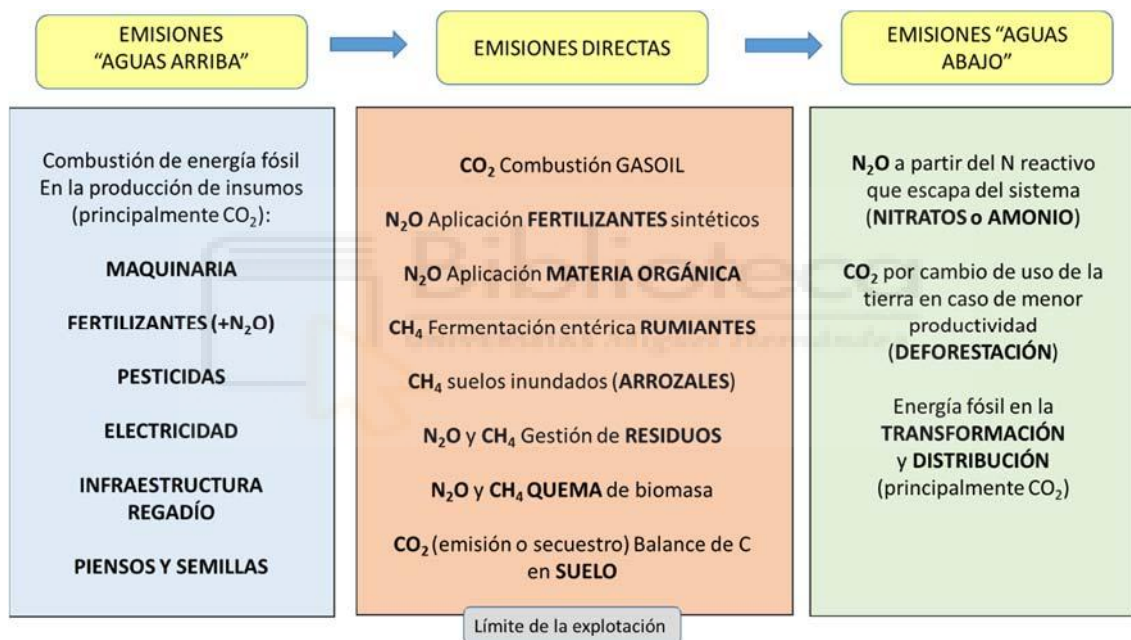 EMISIONES
“AGUAS ARRIBA”
EMISIONES DIRECTAS
EMISIONES “AGUAS
ABAJO”
Combustión de energía fósil
En la producción de insumos
(principalmente CO₂):
MAQUINARIA
FERTILIZANTES (+N₂O)
PESTICIDAS
ELECTRICIDAD
INFRAESTRUCTURA
REGADÍO
PIENSOS Y SEMILLAS
CO₂ Combustión GASOIL
N₂O Aplicación FERTILIZANTES sintéticos
N₂O Aplicación MATERIA ORGÁNICA
CH₄ Fermentación entérica RUMIANTES
CH₄ suelos inundados (ARROZALES)
N₂O y CH₄ Gestión de RESIDUOS
N₂O y CH₄ QUEMA de biomasa
CO₂ (emisión o secuestro) Balance de C
en SUELO
Límite de la explotación
N₂O a partir del N reactivo
que escapa del sistema
(NITRATOS o AMONIO)
CO₂ por cambio de uso de la
tierra en caso de menor
productividad
(DEFORESTACIÓN)
Energía fósil en la
TRANSFORMACIÓN
y DISTRIBUCIÓN
(principalmente CO₂)
Biblioteca